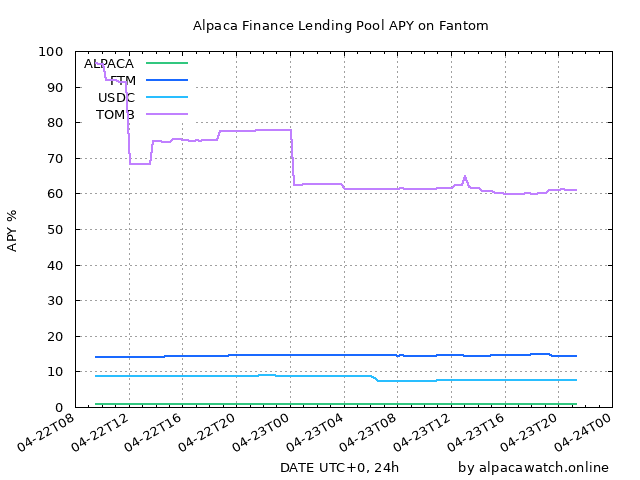 Alpaca Finance Lending Pool APY on Fantom
100
90
80
70
60
50
40
30
20
10
0
APY %
ALPACA
FTM
USDC
TOMB
04-22T08
04-22T12
04-22T16
04-22T20
04-23T00
04-23T04
04-23T08
04-23T12
04-23T16
04-23T20
04-24T00
DATE UTC+0, 24h
by alpacawatch.online